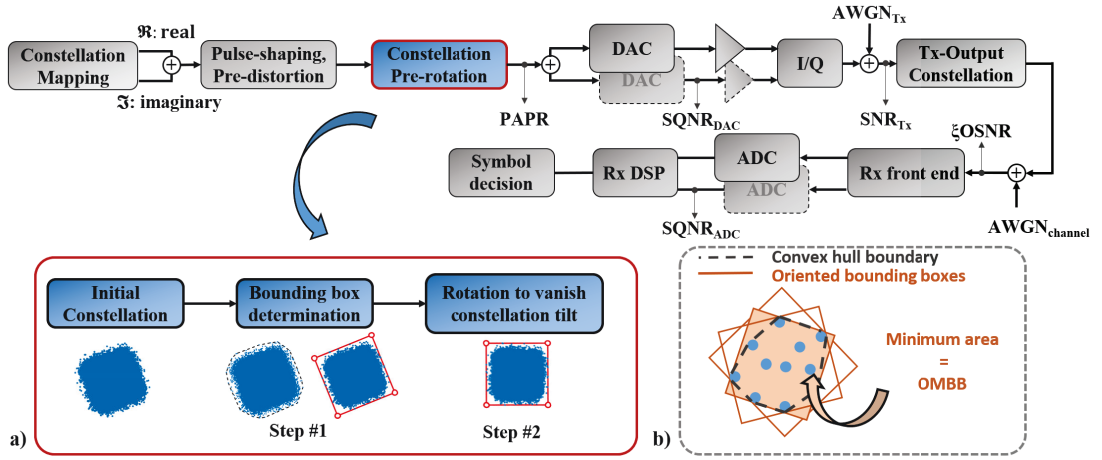 ℜ: real
Constellation
Mapping
ℑ: imaginary
Pulse-shaping,
Pre-distortion
Constellation
Pre-rotation
PAPR
DAC
DAC
SQNR_DAC
I/Q
AWGN_Tx
SNR_Tx
Tx-Output
Constellation
ξOSNR
AWGN_channel
Rx front end
ADC
ADC
SQNR_ADC
Rx DSP
Symbol
decision
Initial
Constellation
Bounding box
determination
Rotation to vanish
constellation tilt
Step #1
Step #2
a)
Convex hull boundary
Oriented bounding boxes
Minimum area
=
OMBB
b)